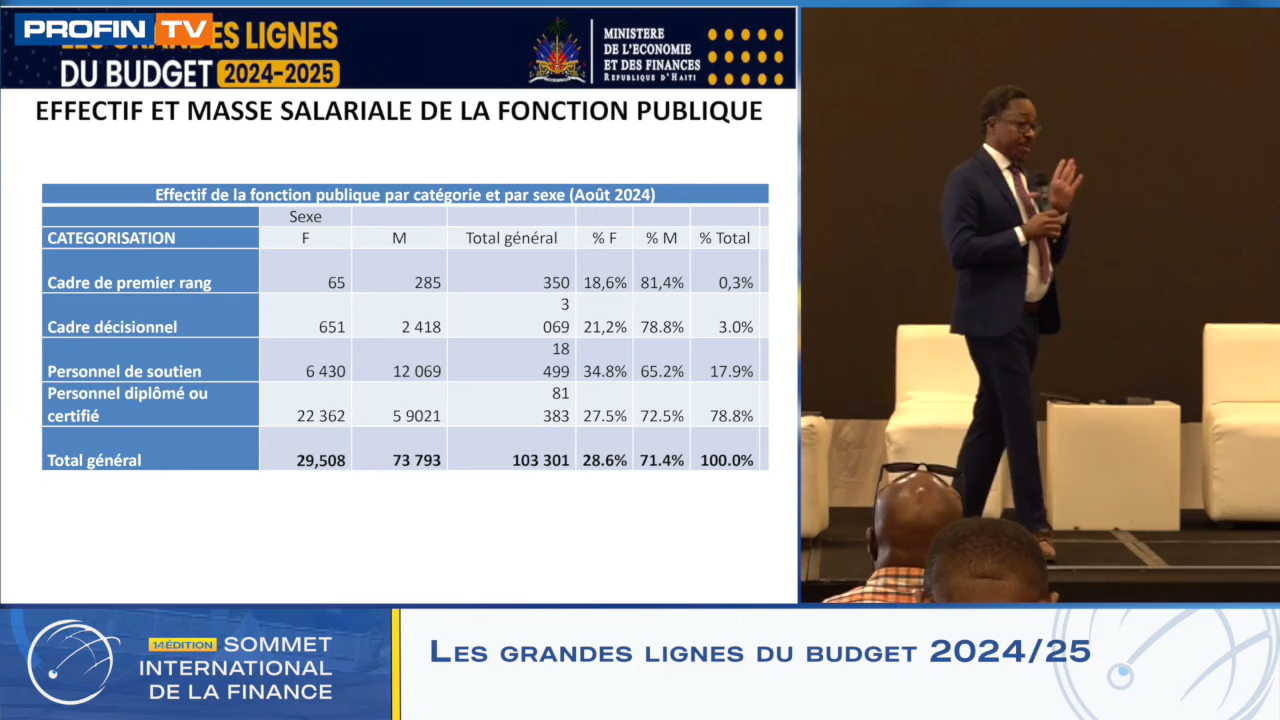 PROFIN TV
LES GRANDES LIGNES
DU BUDGET 2024-2025
MINISTERE
DE L'ECONOMIE
ET DES FINANCES
REPUBLIQUE D'HAITI
EFFECTIF ET MASSE SALARIALE DE LA FONCTION PUBLIQUE
Effectif de la fonction publique par catégorie et par sexe (Août 2024)
Sexe
CATEGORISATION F M Total général % F % M % Total
Cadre de premier rang 65 285 350 18,6% 81,4% 0,3%
3
Cadre décisionnel 651 2 418 069 21,2% 78.8% 3.0%
18
Personnel de soutien 6 430 12 069 499 34.8% 65.2% 17.9%
Personnel diplômé ou 81
certifié 22 362 5 9021 383 27.5% 72.5% 78.8%
Total général 29,508 73 793 103 301 28.6% 71.4% 100.0%
14ÉDITION SOMMET
INTERNATIONAL
DE LA FINANCE
LES GRANDES LIGNES DU BUDGET 2024/25